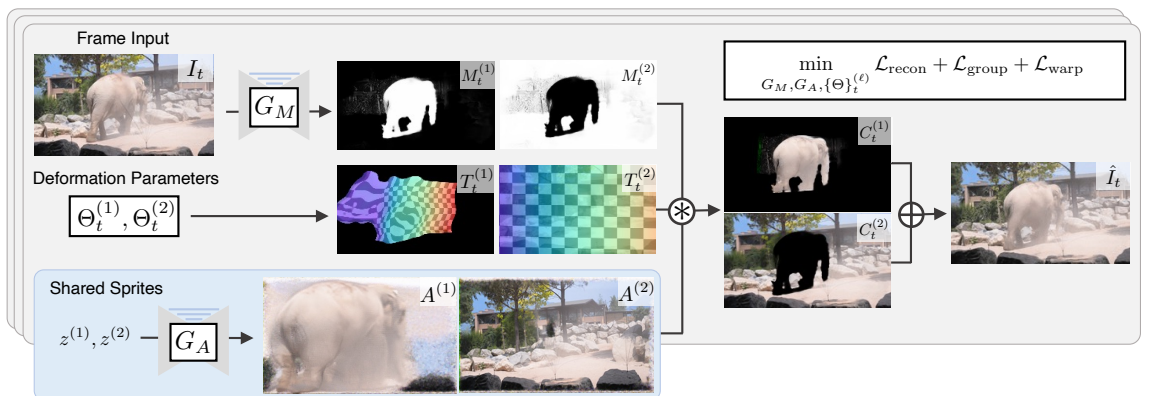 Frame Input
I_t
G_M
M_t^{(1)}
M_t^{(2)}
min_{G_M, G_A, {Θ}_t^{(ℓ)}} ℒ_recon + ℒ_group + ℒ_warp
Deformation Parameters
Θ_t^{(1)}, Θ_t^{(2)}
T_t^{(1)}
T_t^{(2)}
⊛
C_t^{(1)}
C_t^{(2)}
⊕
Î_t
Shared Sprites
z^{(1)}, z^{(2)}
G_A
A^{(1)}
A^{(2)}